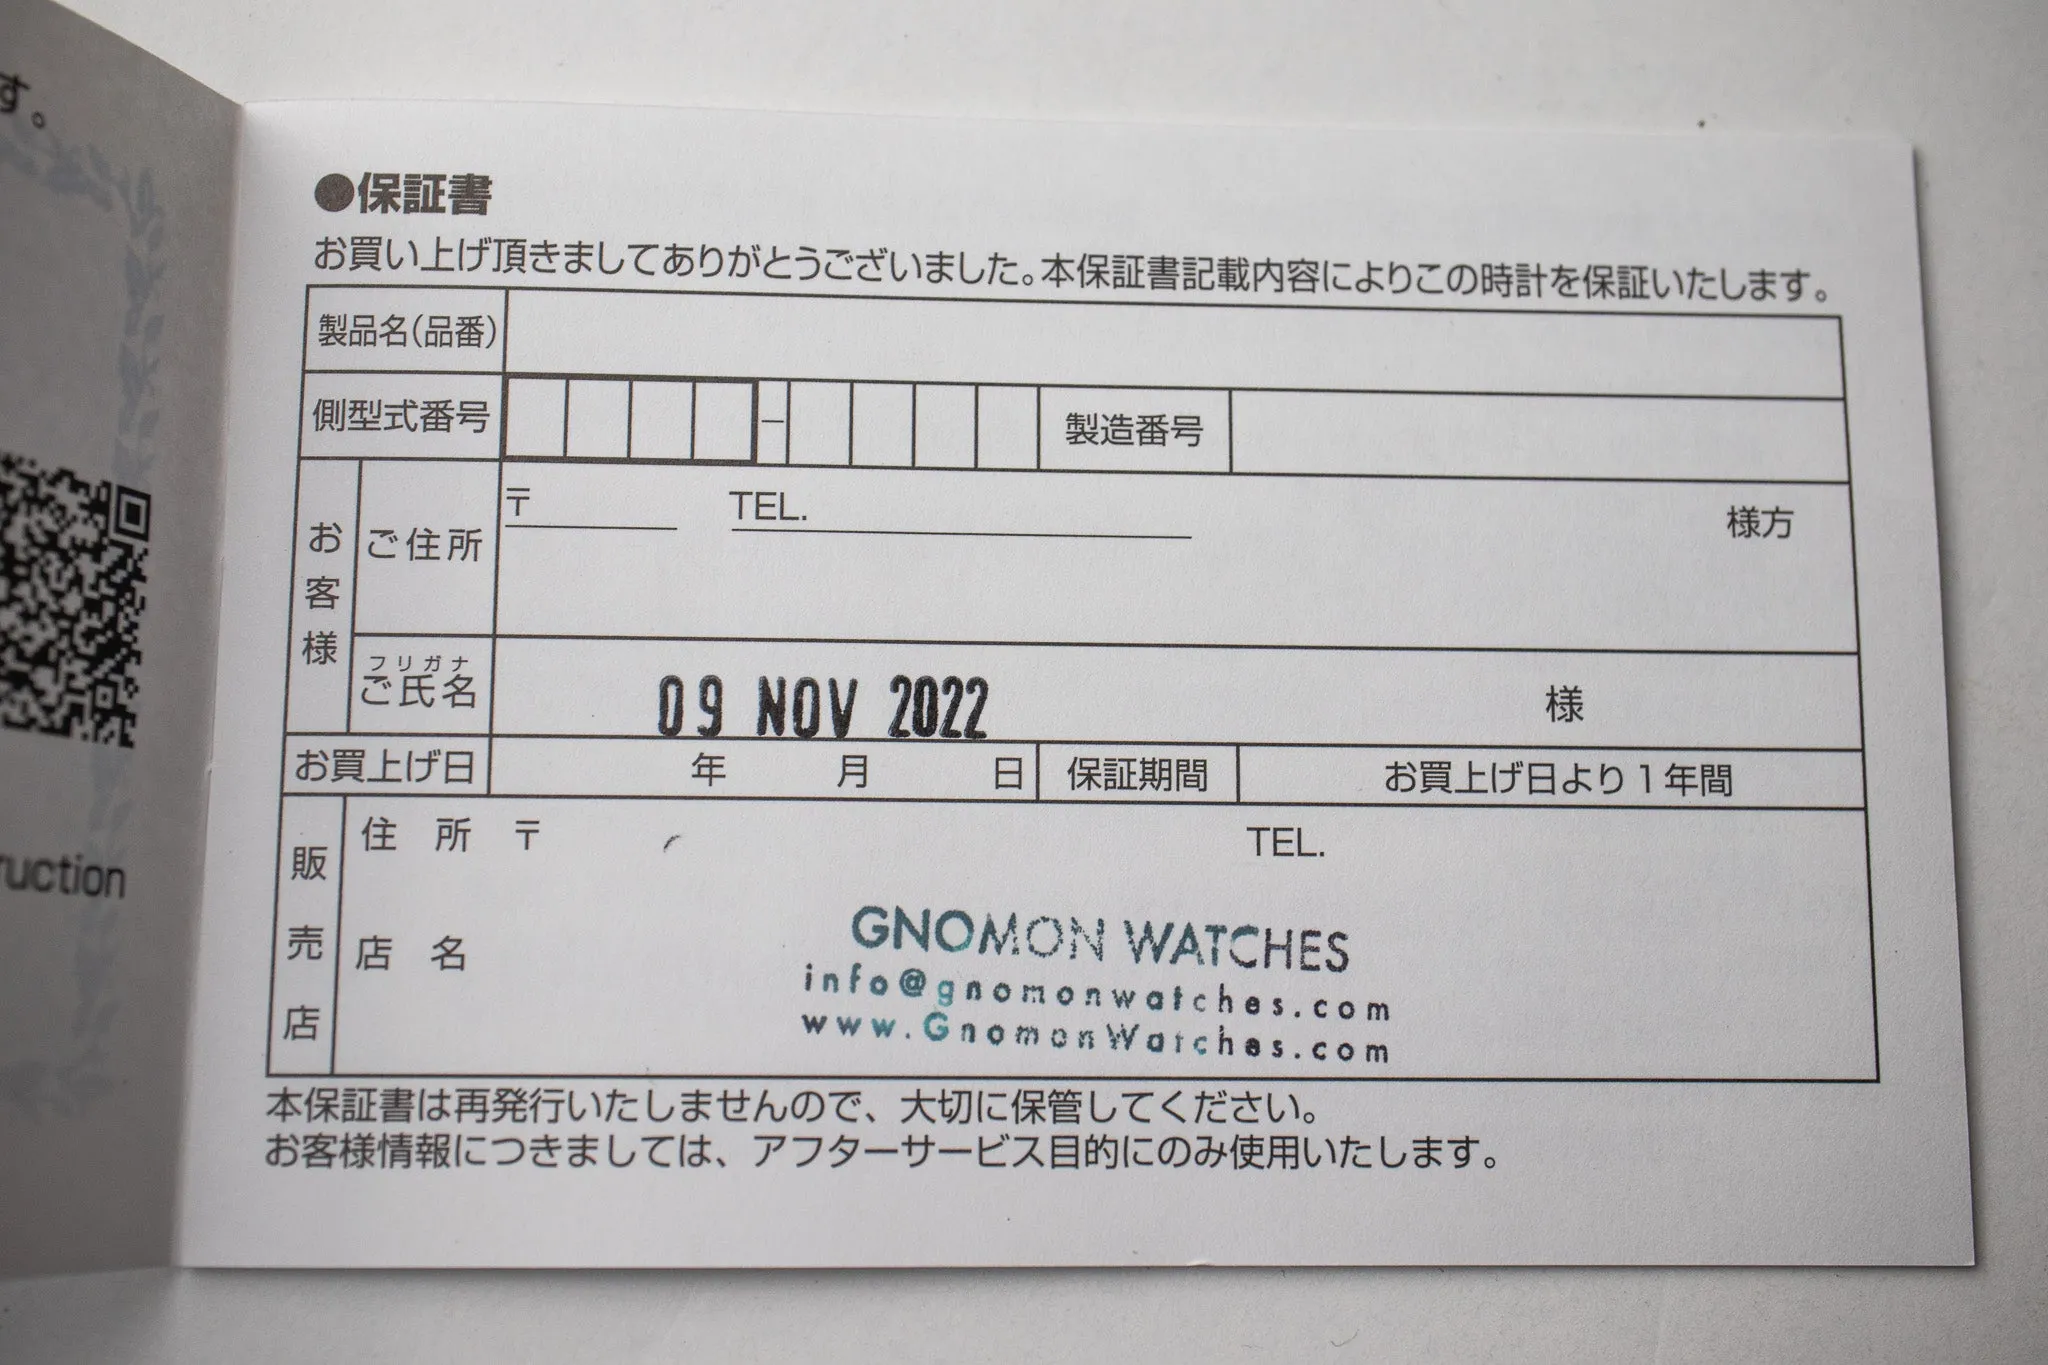 す。
ruction
●保証書
お買い上げ頂きましてありがとうございました。本保証書記載内容によりこの時計を保証いたします。
製品名(品番)
側型式番号 － 製造番号
お客様
ご住所 〒 TEL. 様方
フリガナ
ご氏名 09 NOV 2022 様
お買上げ日 年 月 日 保証期間 お買上げ日より1年間
販売店
住所 〒 TEL.
店名
GNOMON WATCHES
info@gnomonwatches.com
www.GnomonWatches.com
本保証書は再発行いたしませんので、大切に保管してください。
お客様情報につきましては、アフターサービス目的にのみ使用いたします。